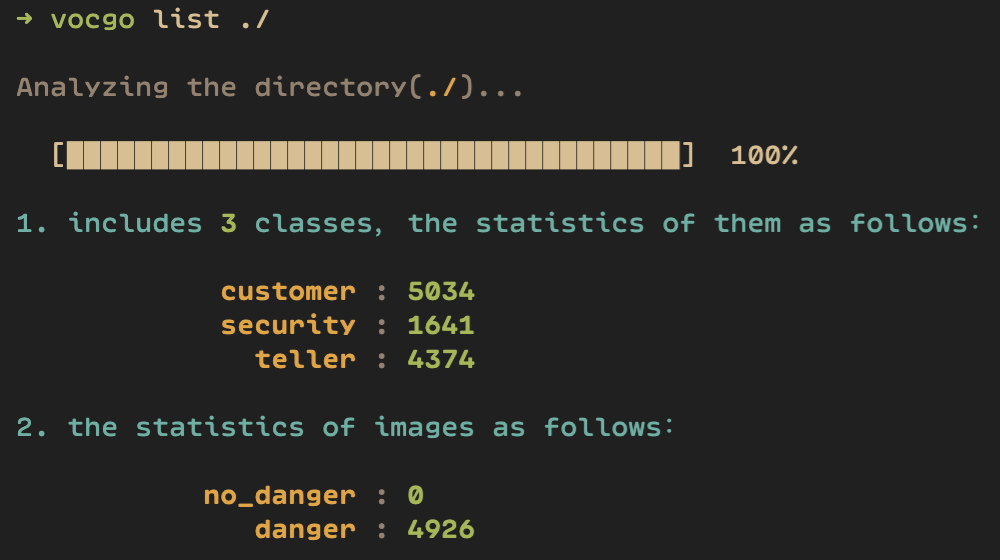 ➜ vocgo list ./
Analyzing the directory(./)...
[████████████████████████████████████] 100%
1. includes 3 classes, the statistics of them as follows:
customer : 5034
security : 1641
teller : 4374
2. the statistics of images as follows:
no_danger : 0
danger : 4926